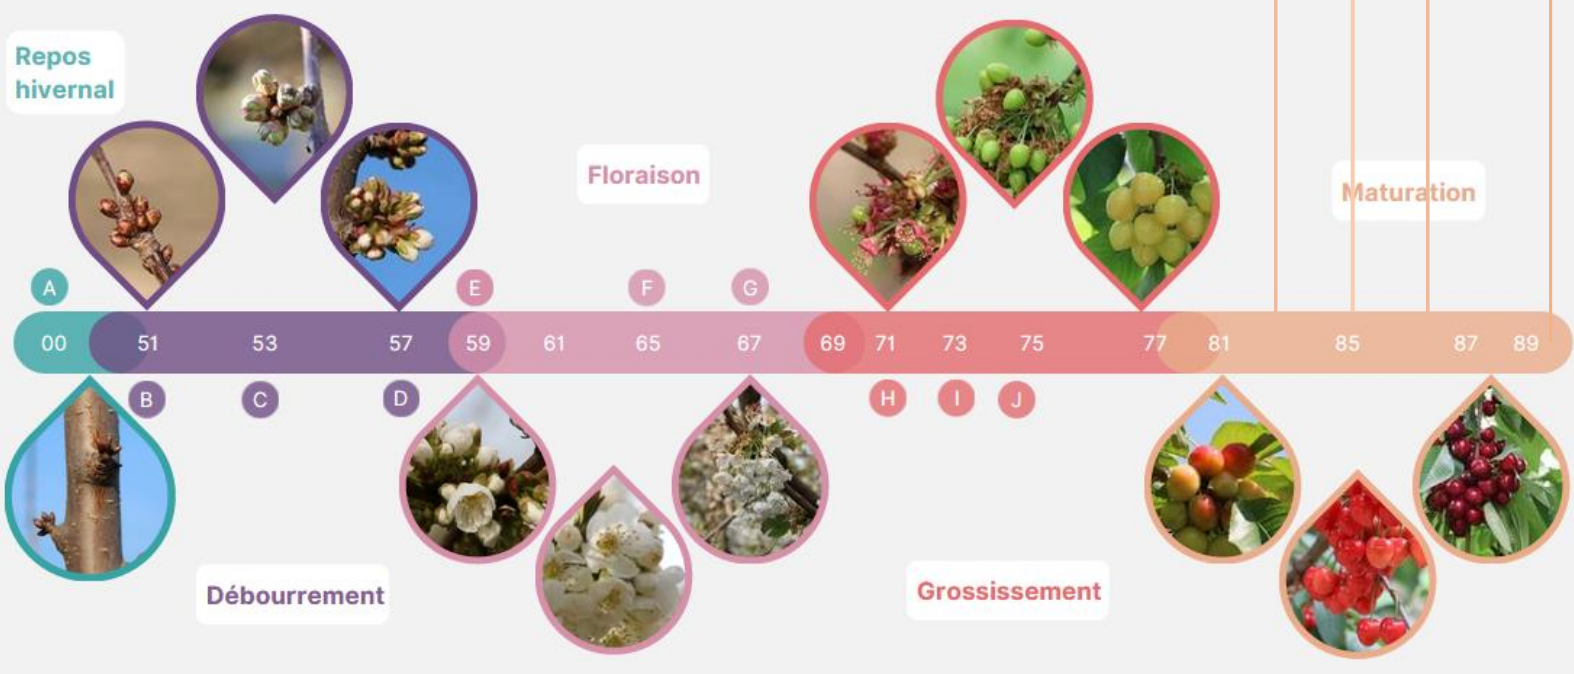 Repos
hivernal
Floraison
Maturation
A
E
F
G
00 51 53 57 59 61 65 67 69 71 73 75 77 81 85 87 89
B
C
D
H
I
J
Débourrement
Grossissement